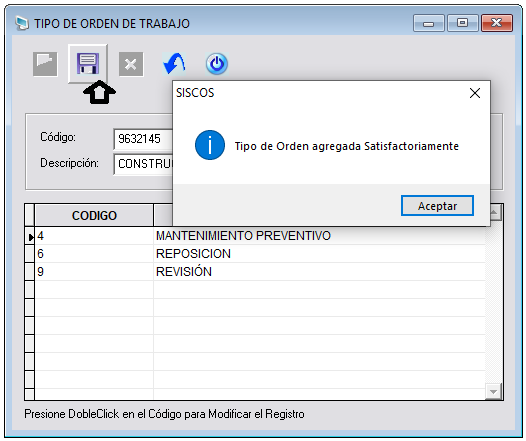 TIPO DE ORDEN DE TRABAJO
SISCOS
Tipo de Orden agregada Satisfactoriamente
Aceptar
Código: 9632145
Descripción:
CODIGO
4 MANTENIMIENTO PREVENTIVO
6 REPOSICION
9 REVISIÓN
Presione DobleClick en el Código para Modificar el Registro